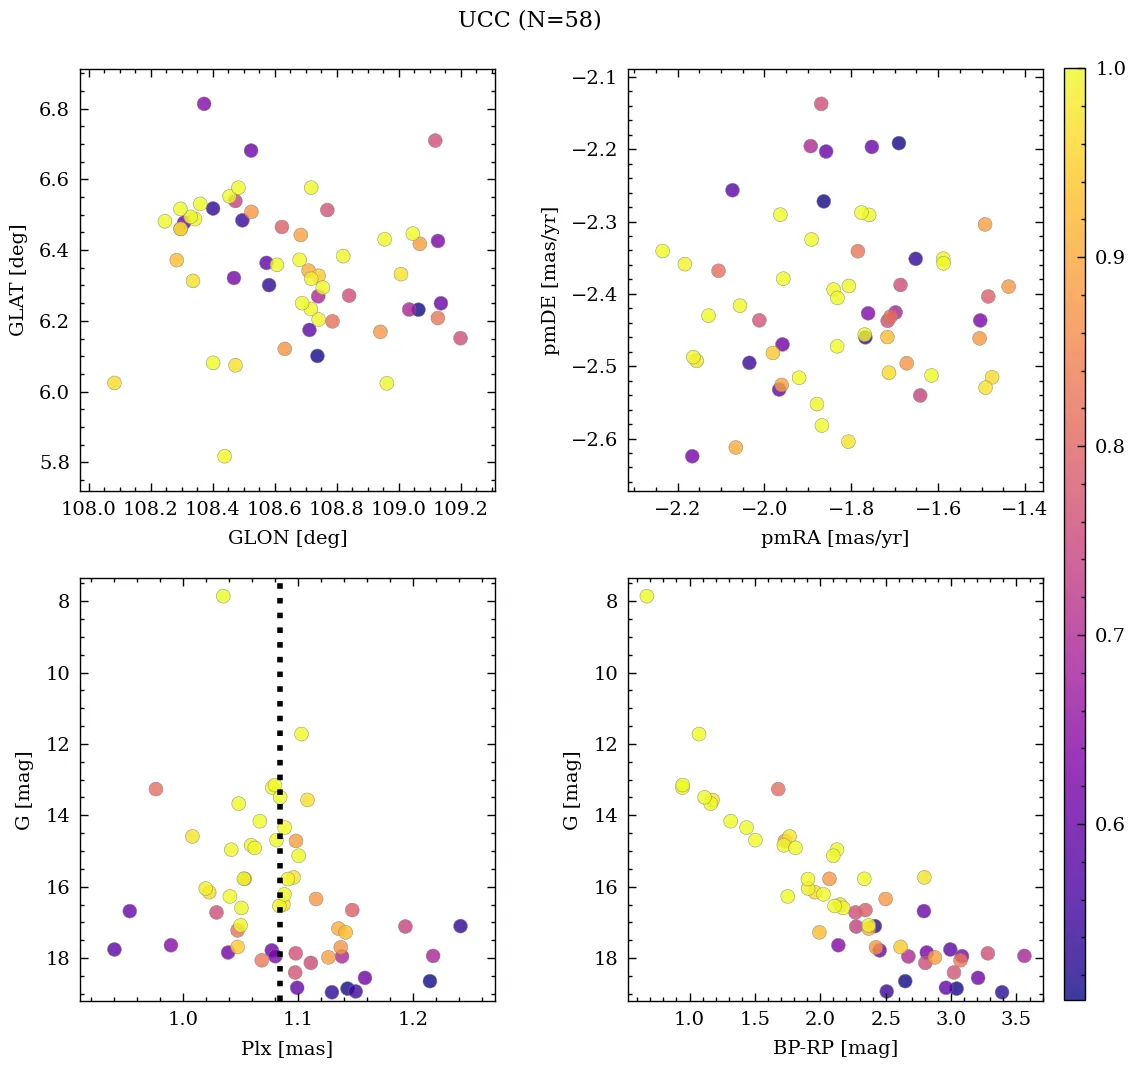 UCC (N=58)
6.8
6.6
6.4
6.2
6.0
5.8
GLAT [deg]
108.0 108.2 108.4 108.6 108.8 109.0 109.2
GLON [deg]
−2.1
−2.2
−2.3
−2.4
−2.5
−2.6
pmDE [mas/yr]
−2.2 −2.0 −1.8 −1.6 −1.4
pmRA [mas/yr]
1.0
0.9
0.8
0.7
0.6
8
10
12
14
16
18
G [mag]
1.0 1.1 1.2
Plx [mas]
8
10
12
14
16
18
G [mag]
1.0 1.5 2.0 2.5 3.0 3.5
BP-RP [mag]